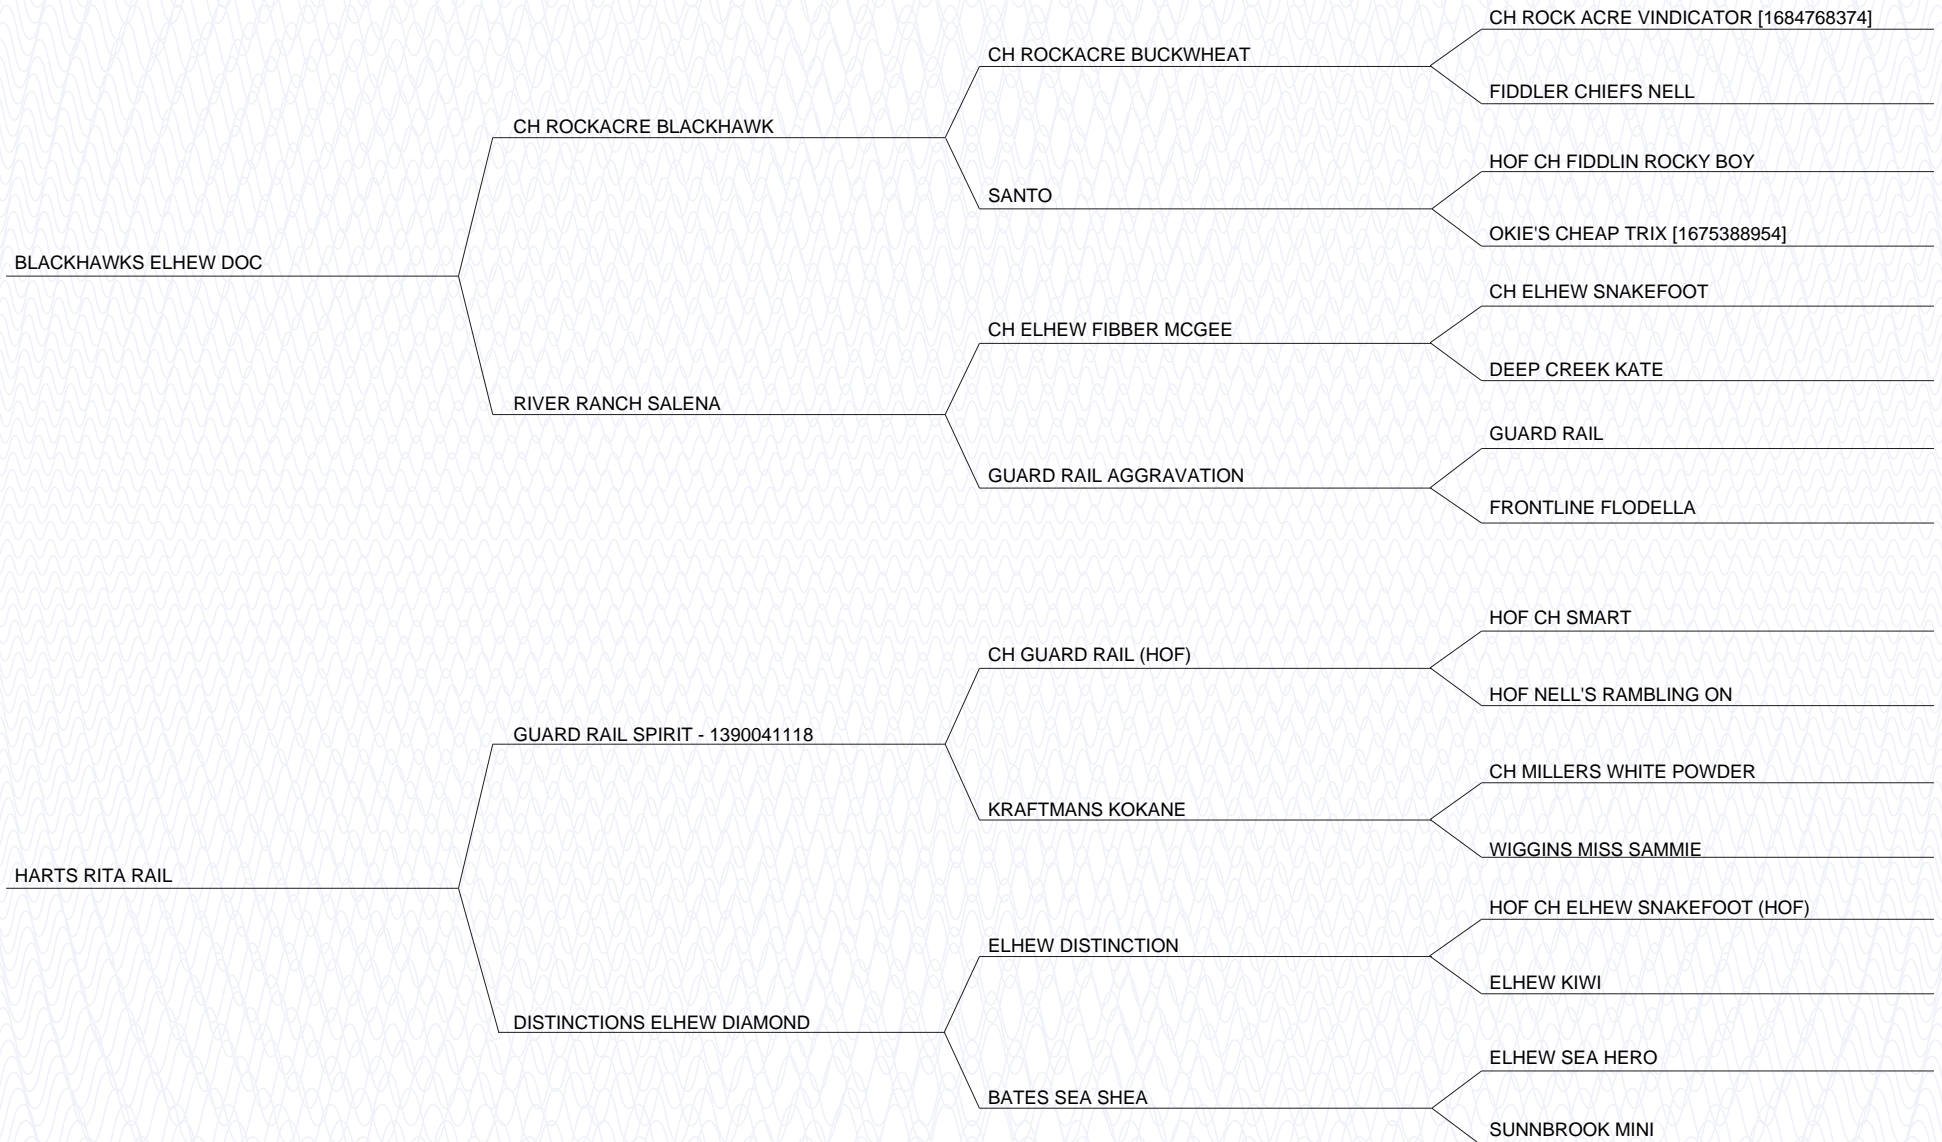 CH ROCK ACRE VINDICATOR [1684768374]
CH ROCKACRE BUCKWHEAT
FIDDLER CHIEFS NELL
CH ROCKACRE BLACKHAWK
HOF CH FIDDLIN ROCKY BOY
SANTO
OKIE'S CHEAP TRIX [1675388954]
BLACKHAWKS ELHEW DOC
CH ELHEW SNAKEFOOT
CH ELHEW FIBBER MCGEE
DEEP CREEK KATE
RIVER RANCH SALENA
GUARD RAIL
GUARD RAIL AGGRAVATION
FRONTLINE FLODELLA
HOF CH SMART
CH GUARD RAIL (HOF)
HOF NELL'S RAMBLING ON
GUARD RAIL SPIRIT - 1390041118
CH MILLERS WHITE POWDER
KRAFTMANS KOKANE
WIGGINS MISS SAMMIE
HARTS RITA RAIL
HOF CH ELHEW SNAKEFOOT (HOF)
ELHEW DISTINCTION
ELHEW KIWI
DISTINCTIONS ELHEW DIAMOND
ELHEW SEA HERO
BATES SEA SHEA
SUNNBROOK MINI